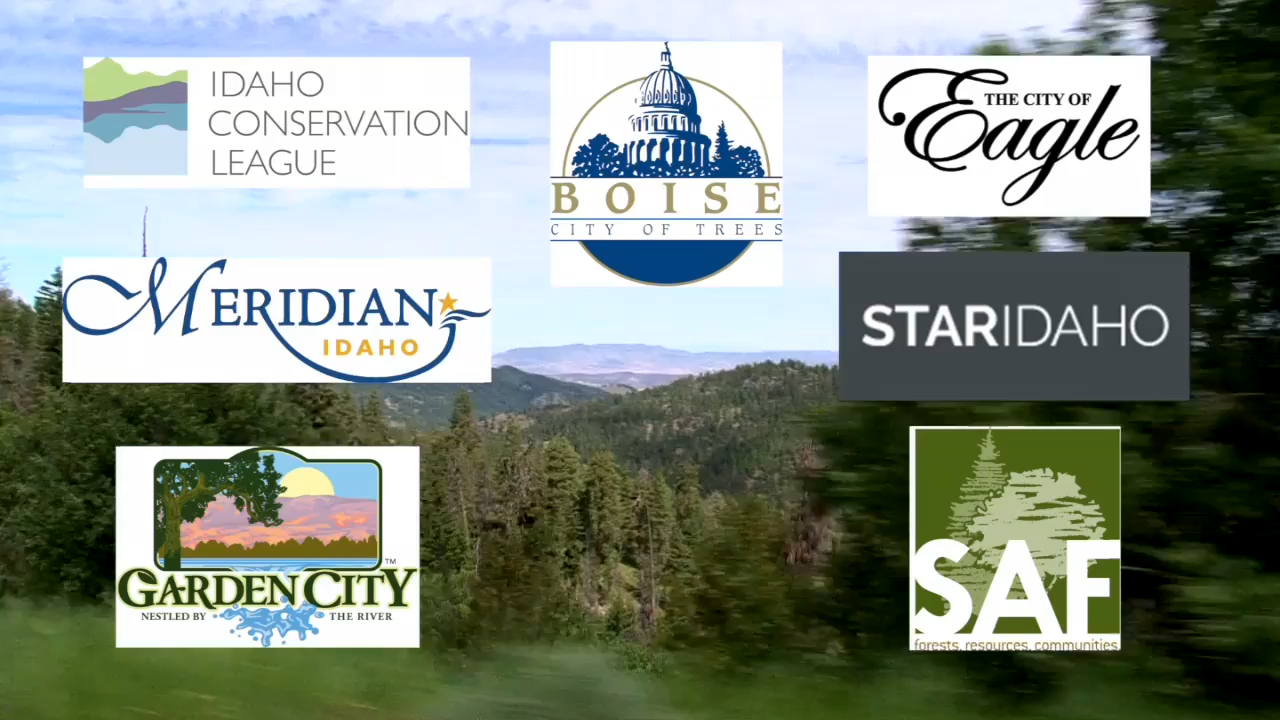 IDAHO
CONSERVATION
LEAGUE
BOISE
CITY OF TREES
THE CITY OF
Eagle
MERIDIAN
IDAHO
STARIDAHO
GARDEN CITY
NESTLED BY THE RIVER
TM
SAF
forests, resources, communities